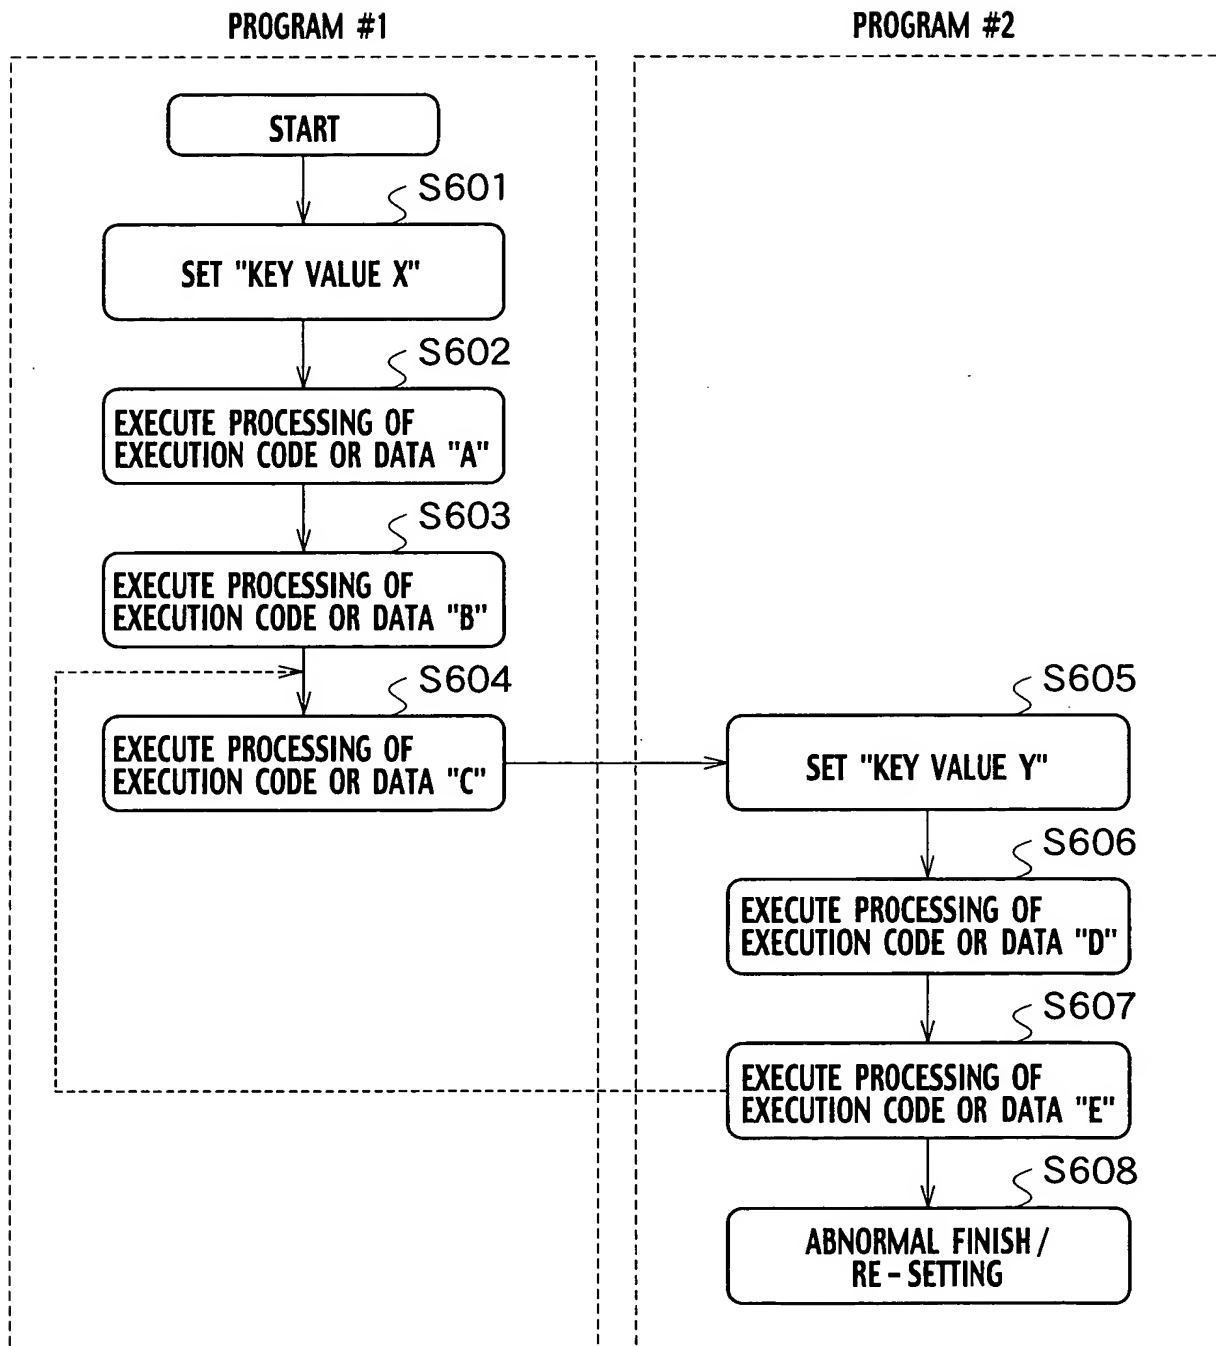 PROGRAM #1
START
S601
SET "KEY VALUE X"
S602
EXECUTE PROCESSING OF
EXECUTION CODE OR DATA "A"
S603
EXECUTE PROCESSING OF
EXECUTION CODE OR DATA "B"
S604
EXECUTE PROCESSING OF
EXECUTION CODE OR DATA "C"
PROGRAM #2
S605
SET "KEY VALUE Y"
S606
EXECUTE PROCESSING OF
EXECUTION CODE OR DATA "D"
S607
EXECUTE PROCESSING OF
EXECUTION CODE OR DATA "E"
S608
ABNORMAL FINISH /
RE-SETTING